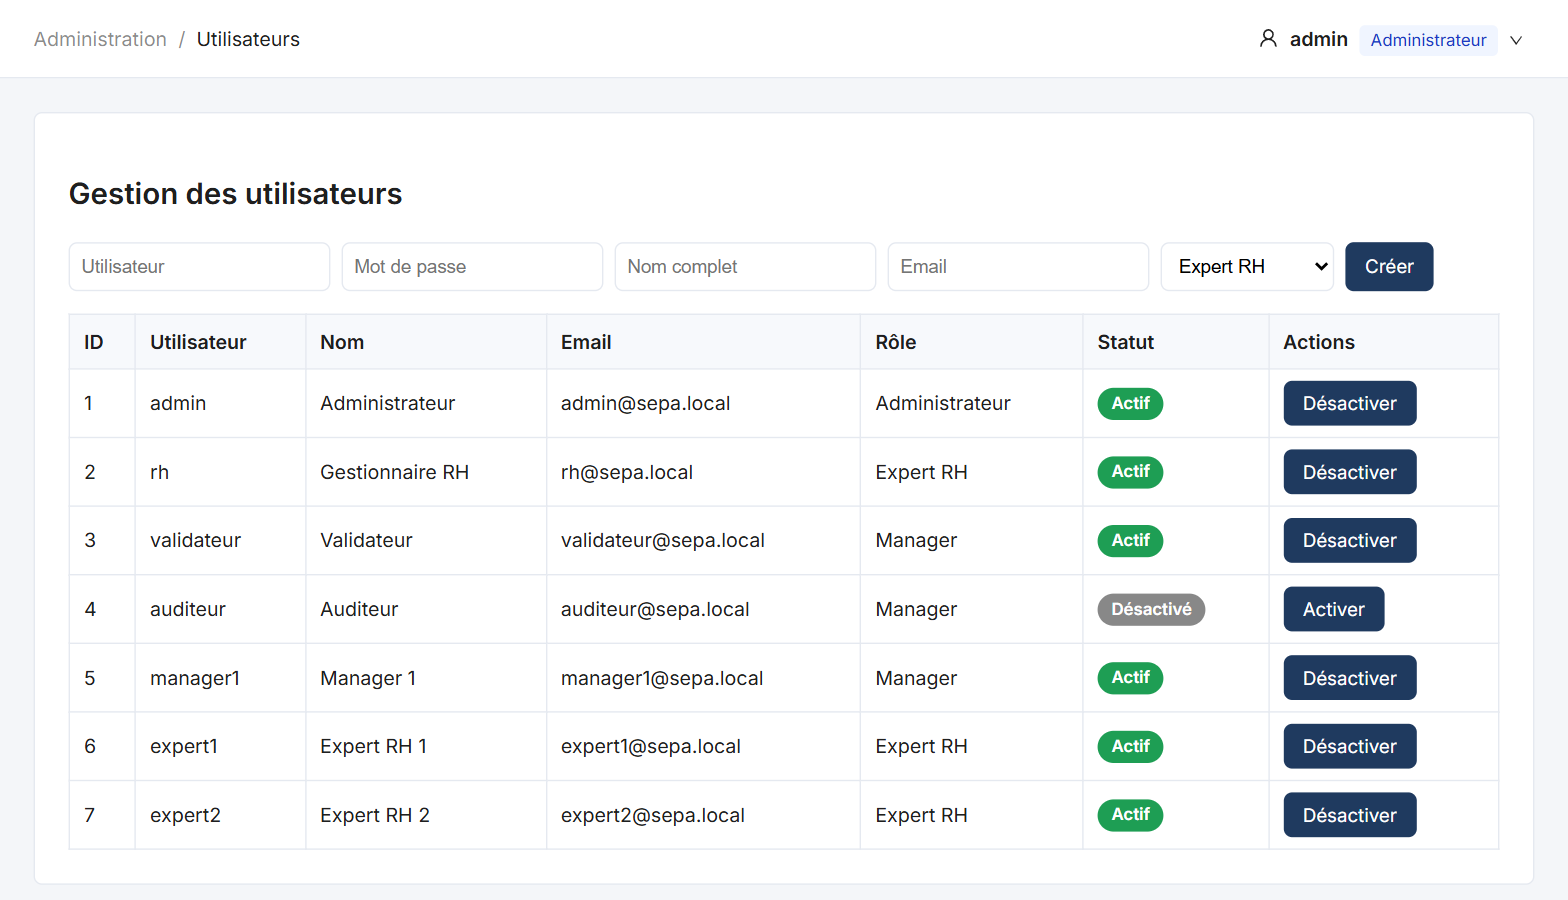 Administration / Utilisateurs
admin Administrateur
Gestion des utilisateurs
Utilisateur Mot de passe Nom complet Email Expert RH Créer
ID Utilisateur Nom Email Rôle Statut Actions
1 admin Administrateur admin@sepa.local Administrateur Actif Désactiver
2 rh Gestionnaire RH rh@sepa.local Expert RH Actif Désactiver
3 validateur Validateur validateur@sepa.local Manager Actif Désactiver
4 auditeur Auditeur auditeur@sepa.local Manager Désactivé Activer
5 manager1 Manager 1 manager1@sepa.local Manager Actif Désactiver
6 expert1 Expert RH 1 expert1@sepa.local Expert RH Actif Désactiver
7 expert2 Expert RH 2 expert2@sepa.local Expert RH Actif Désactiver